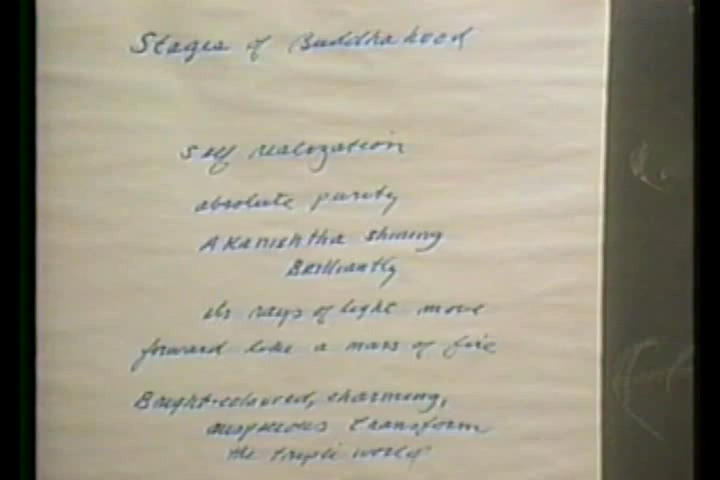 Stages of Buddhahood
Self realization
absolute purity
Akanishtha shining
Brilliantly
its rays of light move
forward like a mass of fire
Bright-coloured, charming,
auspicious transform
the triple world